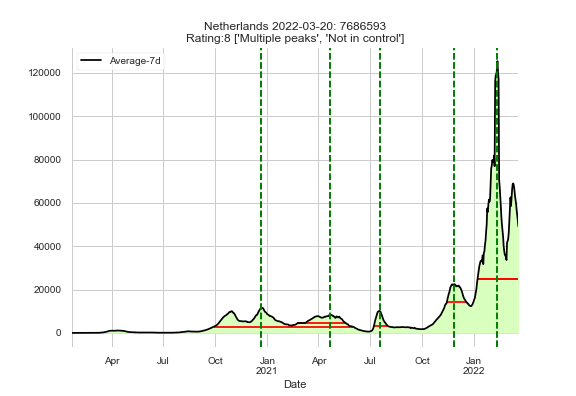 Netherlands 2022-03-20: 7686593
Rating:8 ['Multiple peaks', 'Not in control']
Average-7d
120000
100000
80000
60000
40000
20000
0
Apr Jul Oct Jan Apr Jul Oct Jan
2021 2022
Date